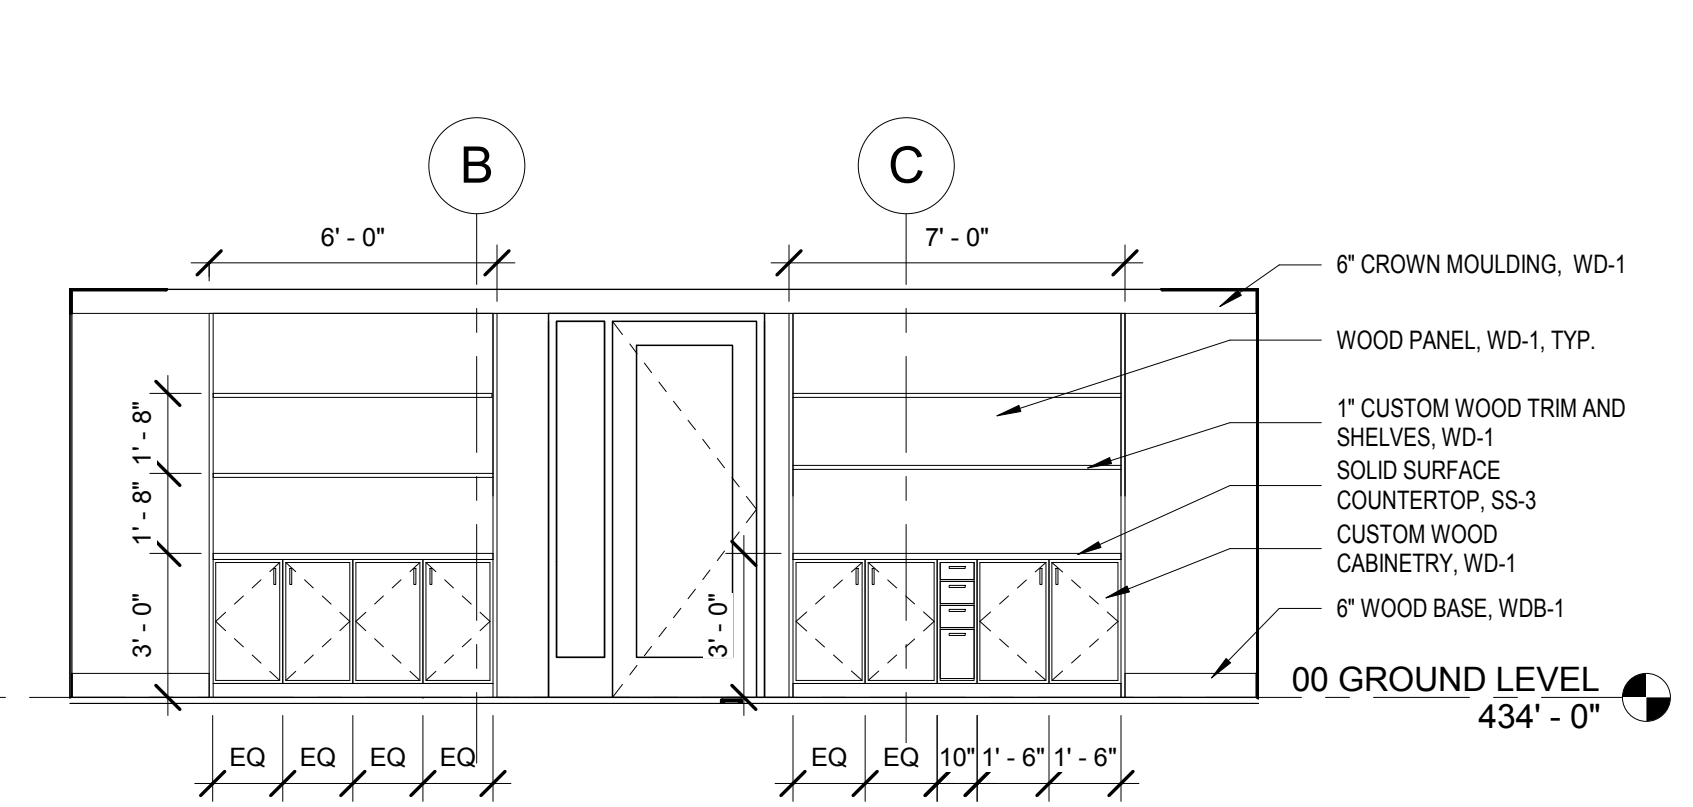 B
C
6' - 0"
7' - 0"
6" CROWN MOULDING, WD-1
WOOD PANEL, WD-1, TYP.
1" CUSTOM WOOD TRIM AND
SHELVES, WD-1
SOLID SURFACE
COUNTERTOP, SS-3
CUSTOM WOOD
CABINETRY, WD-1
6" WOOD BASE, WDB-1
1' - 8"
1' - 8"
3' - 0"
3' - 0"
00 GROUND LEVEL
434' - 0"
EQ EQ EQ EQ
EQ EQ 10" 1' - 6" 1' - 6"